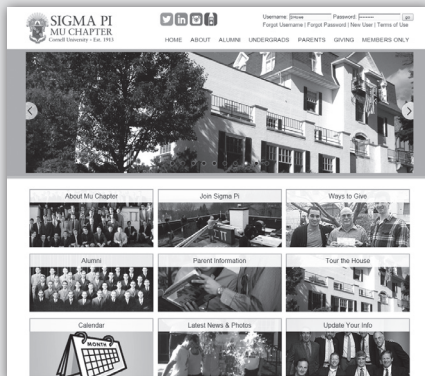 SIGMA PI
MU CHAPTER
Cornell University - Est. 1913
Username: Password: go
Forgot Username | Forgot Password | New User | Terms of Use
HOME ABOUT ALUMNI UNDERGRADS PARENTS GIVING MEMBERS ONLY
About Mu Chapter
Join Sigma Pi
Ways to Give
Alumni
Parent Information
Tour the House
Calendar
Latest News & Photos
Update Your Info
MONTH